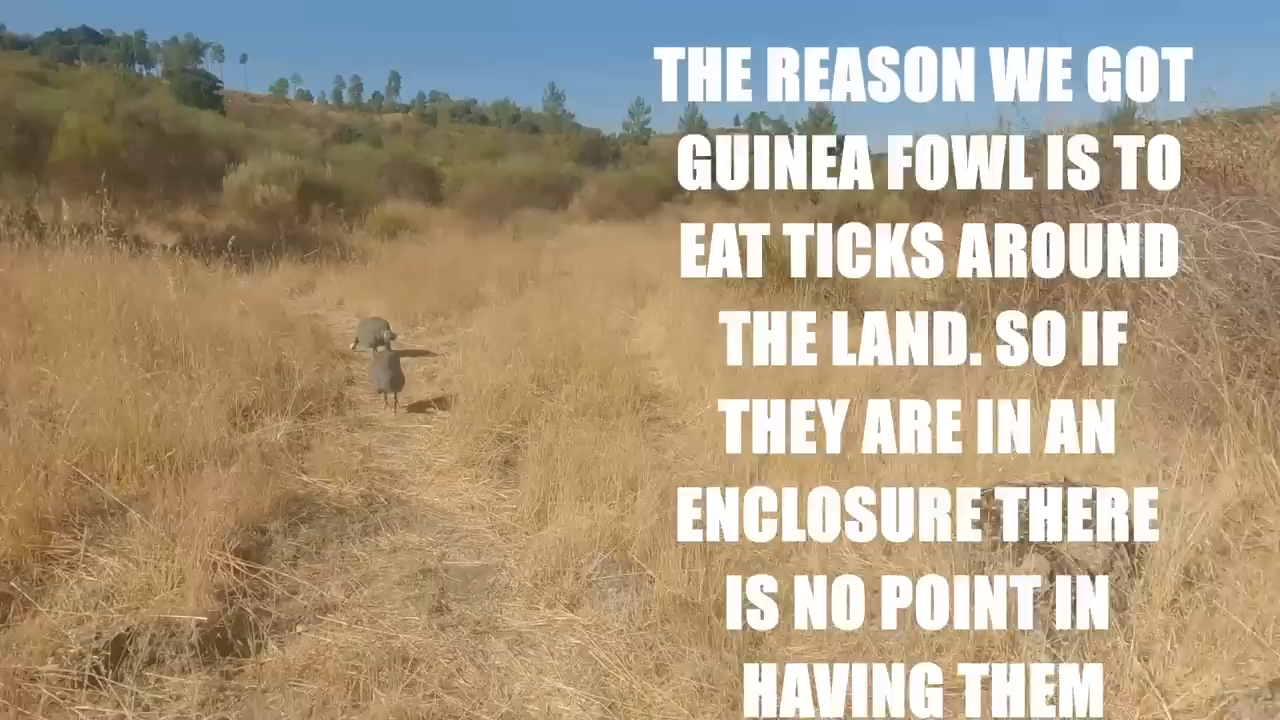 THE REASON WE GOT
GUINEA FOWL IS TO
EAT TICKS AROUND
THE LAND. SO IF
THEY ARE IN AN
ENCLOSURE THERE
IS NO POINT IN
HAVING THEM